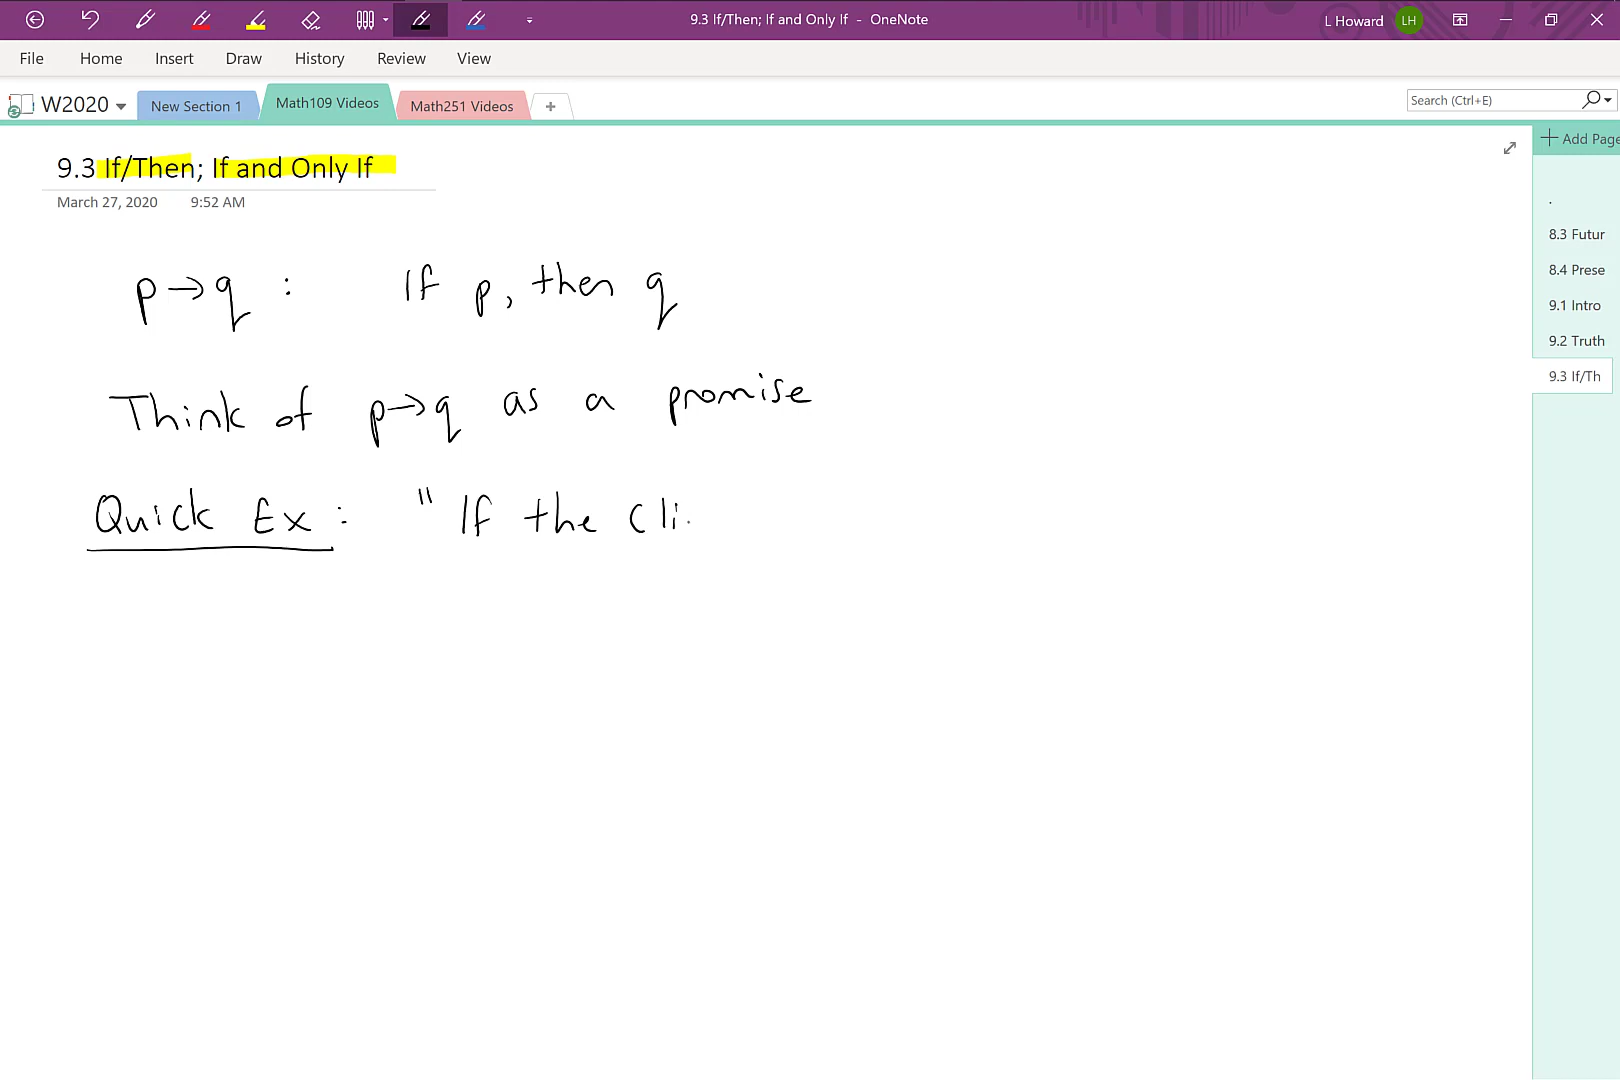 9.3 If/Then; If and Only If - OneNote
L Howard LH
File Home Insert Draw History Review View
W2020 New Section 1 Math109 Videos Math251 Videos + Search (Ctrl+E)
+ Add Page
9.3 If/Then; If and Only If
March 27, 2020 9:52 AM
p→q : If p, then q
Think of p→q as a promise
Quick Ex: " If the cli
.
8.3 Futur
8.4 Prese
9.1 Intro
9.2 Truth
9.3 If/Th